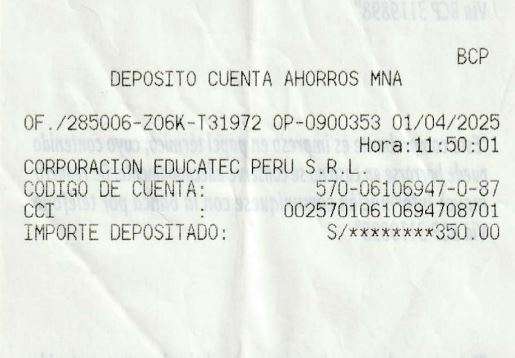 BCP
DEPOSITO CUENTA AHORROS MNA
OF./285006-Z06K-T31972 OP-0900353 01/04/2025
Hora:11:50:01
CORPORACION EDUCATEC PERU S.R.L.
CODIGO DE CUENTA: 570-06106947-0-87
CCI : 00257010610694708701
IMPORTE DEPOSITADO: S/********350.00